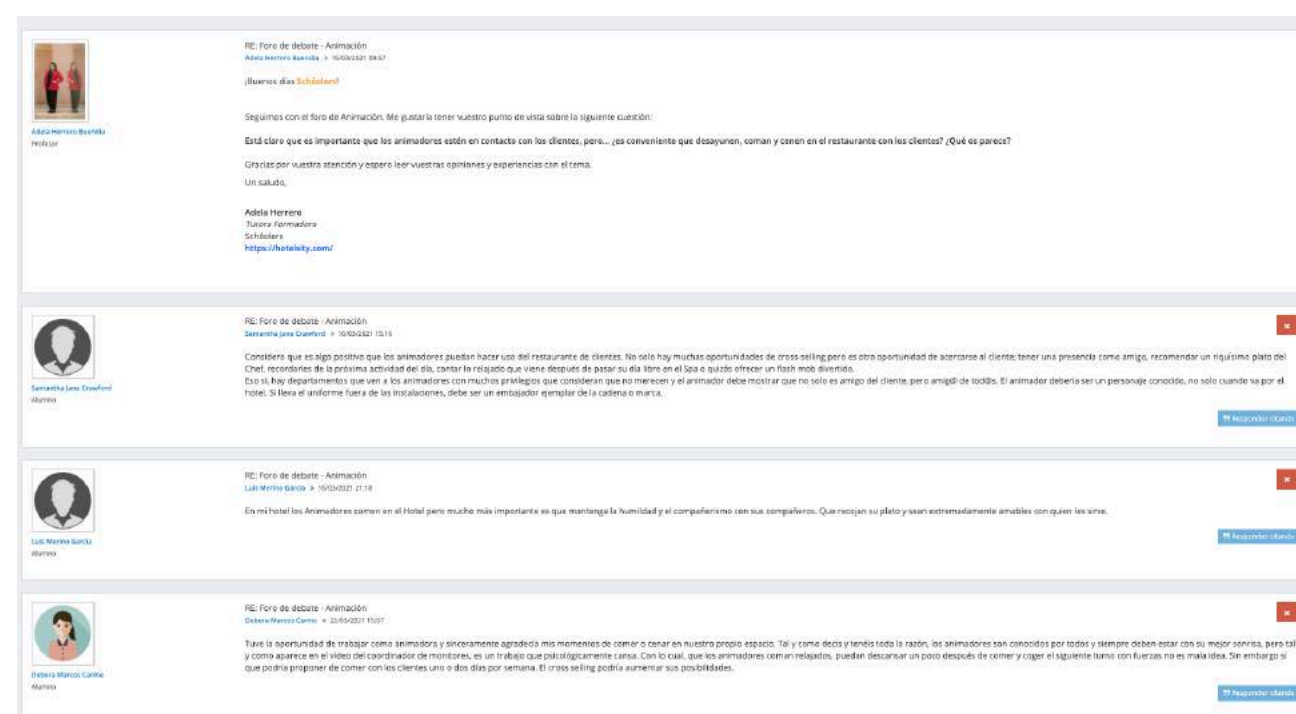 RE: Foro de debate - Animación
Adela Herrero Buendía > 16/03/2021 09:57
¡Buenos días Schöolers!
Seguimos con el foro de Animación. Me gustaría tener vuestro punto de vista sobre la siguiente cuestión:
Adela Herrero Buendía
Profesor
Está claro que es importante que los animadores estén en contacto con los clientes, pero... ¿es conveniente que desayunen, coman y cenen en el restaurante con los clientes? ¿Qué os parece?
Gracias por vuestra atención y espero leer vuestras opiniones y experiencias con el tema.
Un saludo,
Adela Herrero
Tutora Formadora
Schöolers
https://hotelsity.com/
RE: Foro de debate - Animación
Samantha Jane Crawford > 16/03/2021 15:16
Considero que es algo positivo que los animadores puedan hacer uso del restaurante de clientes. No solo hay muchas oportunidades de cross-selling pero es otra oportunidad de acercarse al cliente; tener una presencia como amigo, recomendar un riquísimo plato del
Chef, recordarles de la próxima actividad del día, contar lo relajado que viene después de pasar su día libre en el Spa o quizás ofrecer un flash mob divertido.
Eso si, hay departamentos que ven a los animadores con muchos privilegios que consideran que no merecen y el animador debe mostrar que no solo es amigo del cliente, pero amig@ de tod@s. El animador debería ser un personaje conocido, no solo cuando va por el
hotel. Si lleva el uniforme fuera de las instalaciones, debe ser un embajador ejemplar de la cadena o marca.
Samantha Jane Crawford
Alumno
Responder citando
RE: Foro de debate - Animación
Luis Merino García > 16/03/2021 21:18
En mi hotel los Animadores comen en el Hotel pero mucho más importante es que mantenga la humildad y el compañerismo con sus compañeros. Que recojan su plato y sean extremadamente amables con quien les sirve.
Responder citando
Luis Merino García
Alumno
RE: Foro de debate - Animación
Debora Marcos Carme > 22/03/2021
Tuve la oportunidad de trabajar como animadora y sinceramente agradecía mis momentos de comer o cenar en nuestro propio espacio. Tal y como decís y tenéis toda la razón, los animadores son conocidos por todos y siempre deben estar con su mejor sonrisa, pero tal
y como aparece en el vídeo del coordinador de monitores, es un trabajo que psicológicamente cansa. Con lo cual, que los animadores coman relajados, puedan descansar un poco después de comer y coger el siguiente turno con fuerzas no es mala idea. Sin embargo sí
que podría proponer de comer con los clientes uno o dos días por semana. El cross selling podría aumentar sus posibilidades.
Debora Marcos Carme
Alumno
Responder citando